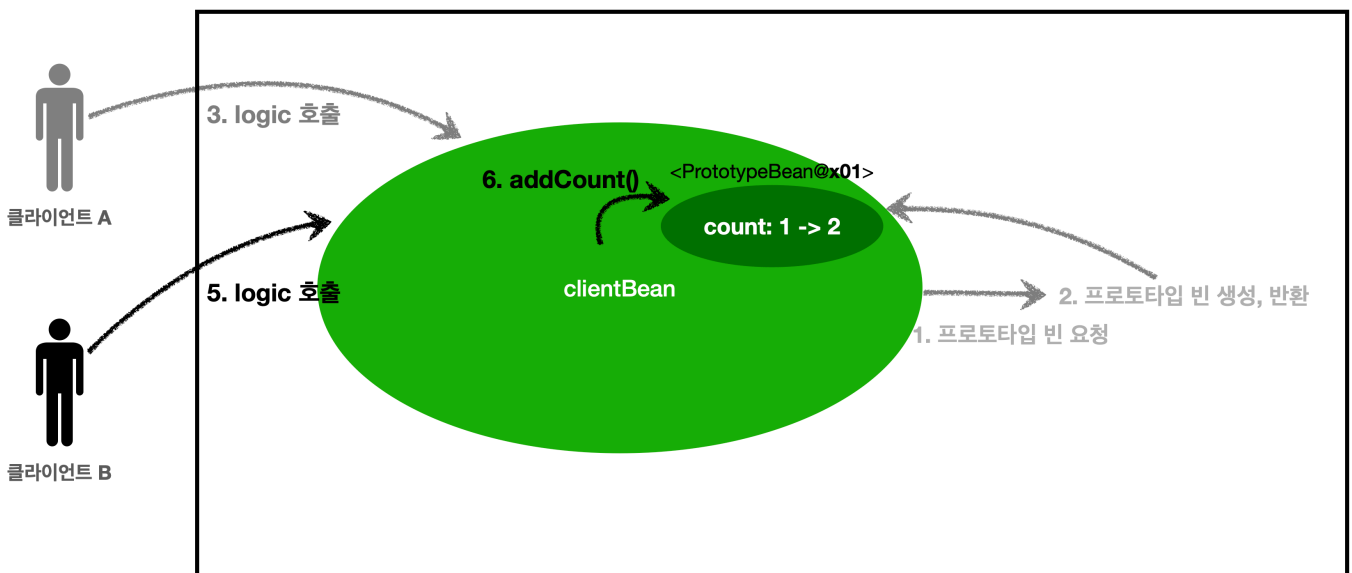 3. logic 호출
클라이언트 A
6. addCount()
<PrototypeBean@x01>
count: 1 -> 2
5. logic 호출
clientBean
2. 프로토타입 빈 생성, 반환
1. 프로토타입 빈 요청
클라이언트 B